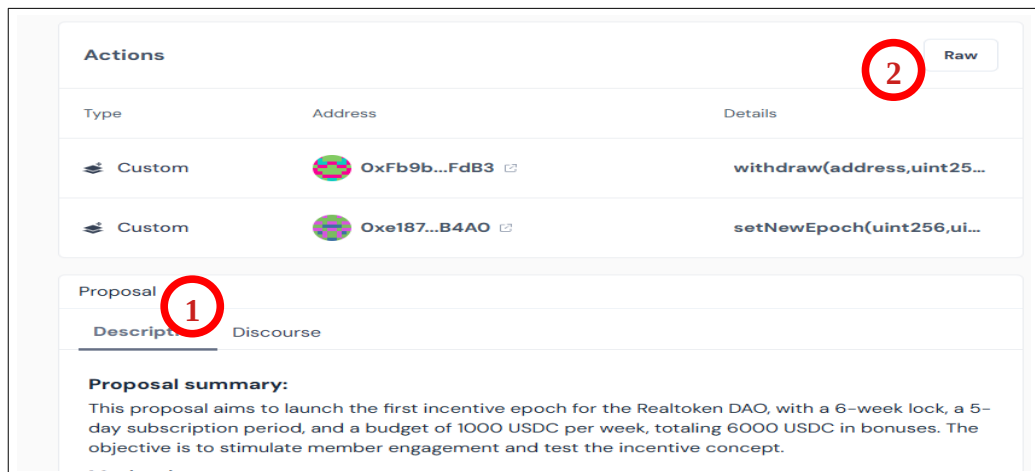 Actions
Raw
2
Type Address Details
Custom 0xFb9b...FdB3 withdraw(address,uint25...
Custom 0xe187...B4A0 setNewEpoch(uint256,ui...
Proposal
1
Descript Discourse
Proposal summary:
This proposal aims to launch the first incentive epoch for the Realtoken DAO, with a 6-week lock, a 5-
day subscription period, and a budget of 1000 USDC per week, totaling 6000 USDC in bonuses. The
objective is to stimulate member engagement and test the incentive concept.